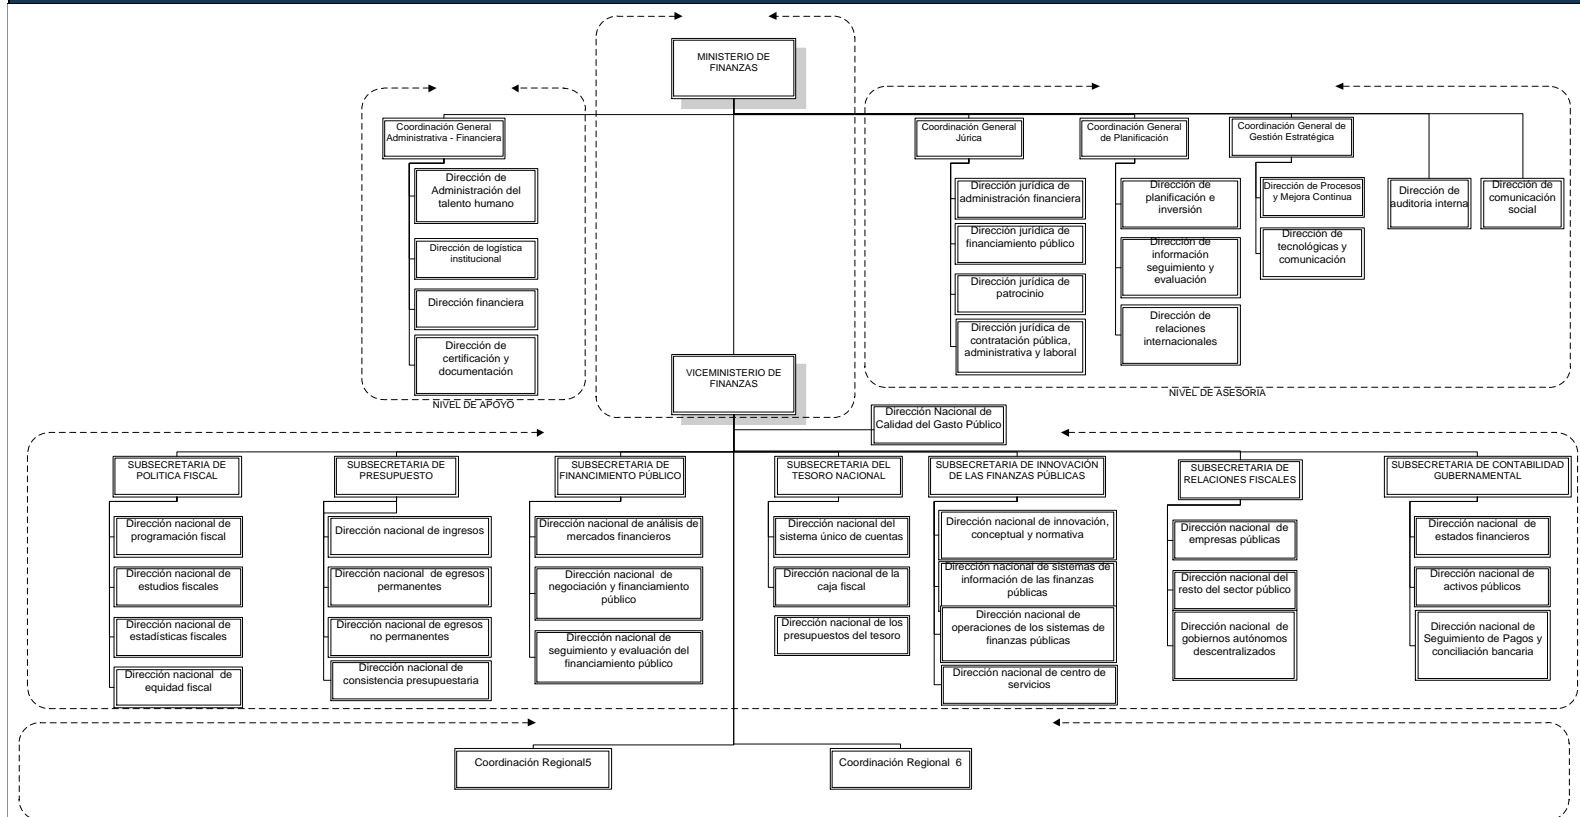 MINISTERIO DE
FINANZAS
Coordinación General
Administrativa - Financiera
Dirección de
Administración del
talento humano
Dirección de logística
institucional
Dirección financiera
Dirección de
certificación y
documentación
NIVEL DE APOYO
Coordinación General
Júrica
Dirección jurídica de
administración financiera
Dirección jurídica de
financiamiento público
Dirección jurídica de
patrocinio
Dirección jurídica de
contratación pública,
administrativa y laboral
Coordinación General
de Planificación
Dirección de
planificación e
inversión
Dirección de
información
seguimiento y
evaluación
Dirección de
relaciones
internacionales
Coordinación General de
Gestión Estratégica
Dirección de Procesos
y Mejora Continua
Dirección de
tecnológicas y
comunicación
Dirección de
auditoria interna
Dirección de
comunicación
social
NIVEL DE ASESORIA
VICEMINISTERIO DE
FINANZAS
Dirección Nacional de
Calidad del Gasto Público
SUBSECRETARIA DE
POLITICA FISCAL
Dirección nacional de
programación fiscal
Dirección nacional de
estudios fiscales
Dirección nacional de
estadísticas fiscales
Dirección nacional de
equidad fiscal
SUBSECRETARIA DE
PRESUPUESTO
Dirección nacional de ingresos
Dirección nacional de egresos
permanentes
Dirección nacional de egresos
no permanentes
Dirección nacional de
consistencia presupuestaria
SUBSECRETARIA DE
FINANCIMIENTO PÚBLICO
Dirección nacional de análisis de
mercados financieros
Dirección nacional de
negociación y financiamiento
público
Dirección nacional de
seguimiento y evaluación del
financiamiento público
SUBSECRETARIA DEL
TESORO NACIONAL
Dirección nacional del
sistema único de cuentas
Dirección nacional de la
caja fiscal
Dirección nacional de los
presupuestos del tesoro
SUBSECRETARIA DE INNOVACIÓN
DE LAS FINANZAS PÚBLICAS
Dirección nacional de innovación,
conceptual y normativa
Dirección nacional de sistemas de
información de las finanzas
públicas
Dirección nacional de
operaciones de los sistemas de
finanzas públicas
Dirección nacional de centro de
servicios
SUBSECRETARIA DE
RELACIONES FISCALES
Dirección nacional de
empresas públicas
Dirección nacional del
resto del sector público
Dirección nacional de
gobiernos autónomos
descentralizados
SUBSECRETARIA DE CONTABILIDAD
GUBERNAMENTAL
Dirección nacional de
estados financieros
Dirección nacional de
activos públicos
Dirección nacional de
Seguimiento de Pagos y
conciliación bancaria
Coordinación Regional5
Coordinación Regional 6